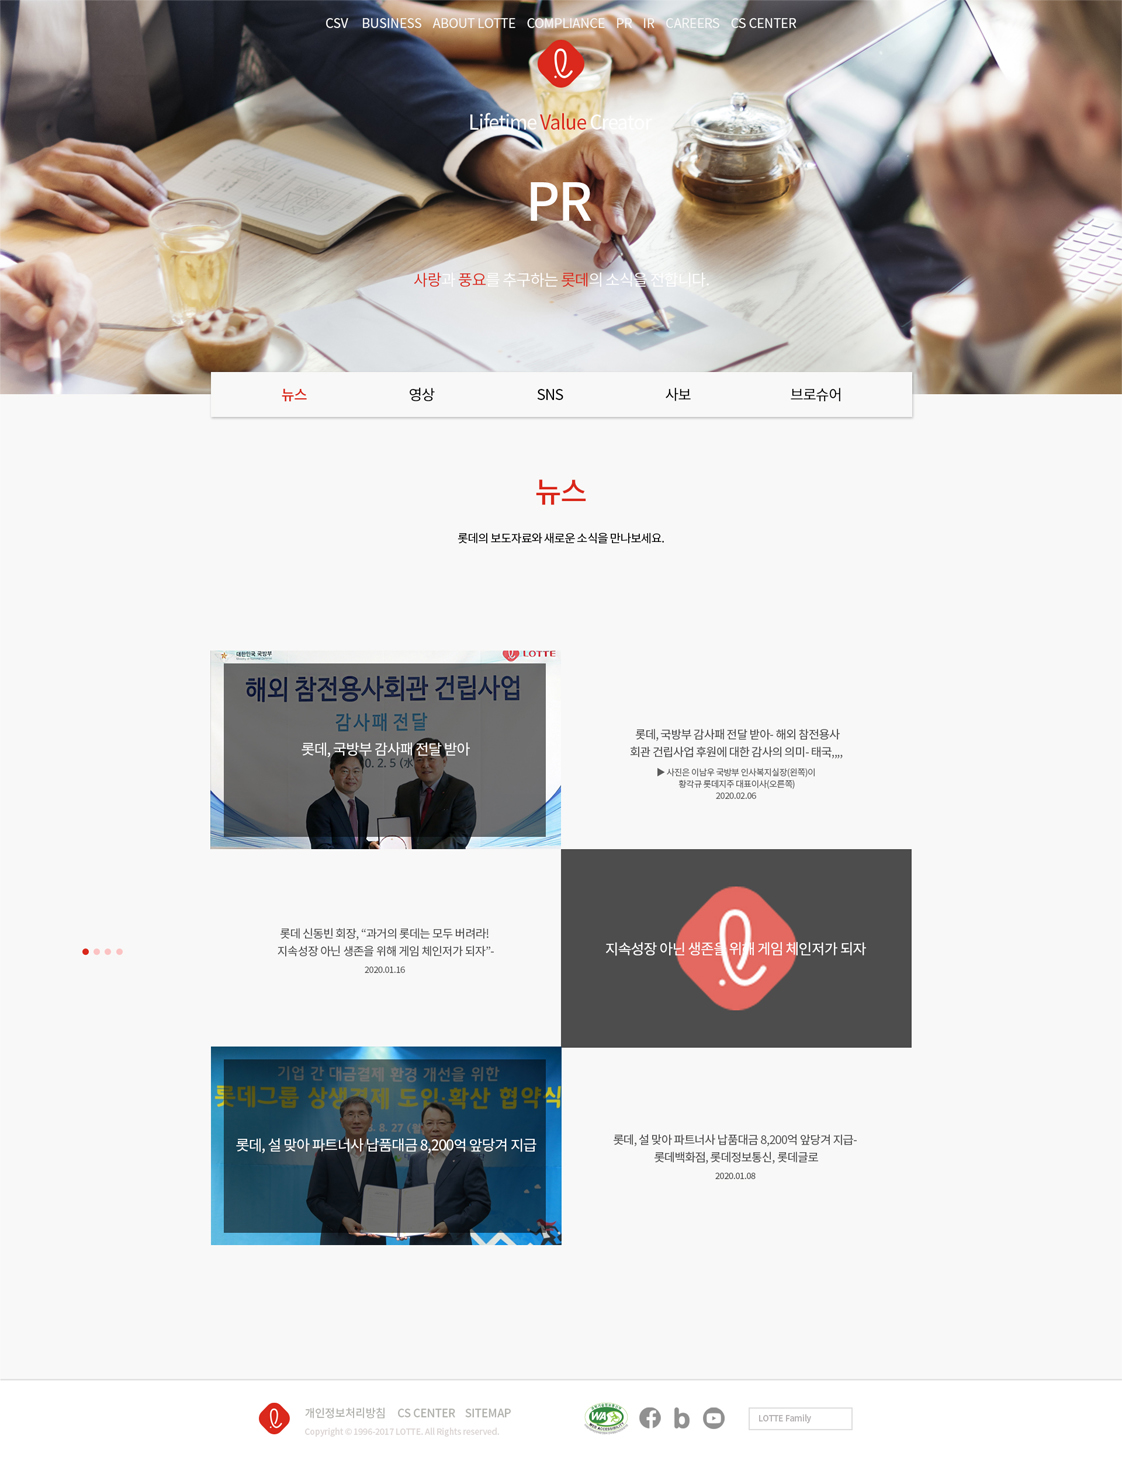 CSV BUSINESS ABOUT LOTTE COMPLIANCE PR IR CAREERS CS CENTER
Lifetime Value Creator
PR
사랑과 풍요를 추구하는 롯데의 소식을 전합니다.
뉴스 영상 SNS 사보 브로슈어
뉴스
롯데의 보도자료와 새로운 소식을 만나보세요.
대한민국 국방부 LOTTE
해외 참전용사회관 건립사업
감사패 전달
롯데, 국방부 감사패 전달 받아
롯데, 국방부 감사패 전달 받아- 해외 참전용사
회관 건립사업 후원에 대한 감사의 의미- 태국,,,,
▶ 사진은 이남우 국방부 인사복지실장(왼쪽)이
황각규 롯데지주 대표이사(오른쪽)
2020.02.06
롯데 신동빈 회장, “과거의 롯데는 모두 버려라!
지속성장 아닌 생존을 위해 게임 체인저가 되자”-
2020.01.16
지속성장 아닌 생존을 위해 게임 체인저가 되자
기업 간 대금결제 환경 개선을 위한
롯데그룹 상생결제 도입·확산 협약식
8. 27 (월)
롯데, 설 맞아 파트너사 납품대금 8,200억 앞당겨 지급
롯데, 설 맞아 파트너사 납품대금 8,200억 앞당겨 지급-
롯데백화점, 롯데정보통신, 롯데글로
2020.01.08
개인정보처리방침 CS CENTER SITEMAP
Copyright © 1996-2017 LOTTE. All Rights reserved.
WA
WEB ACCESSIBILITY
LOTTE Family